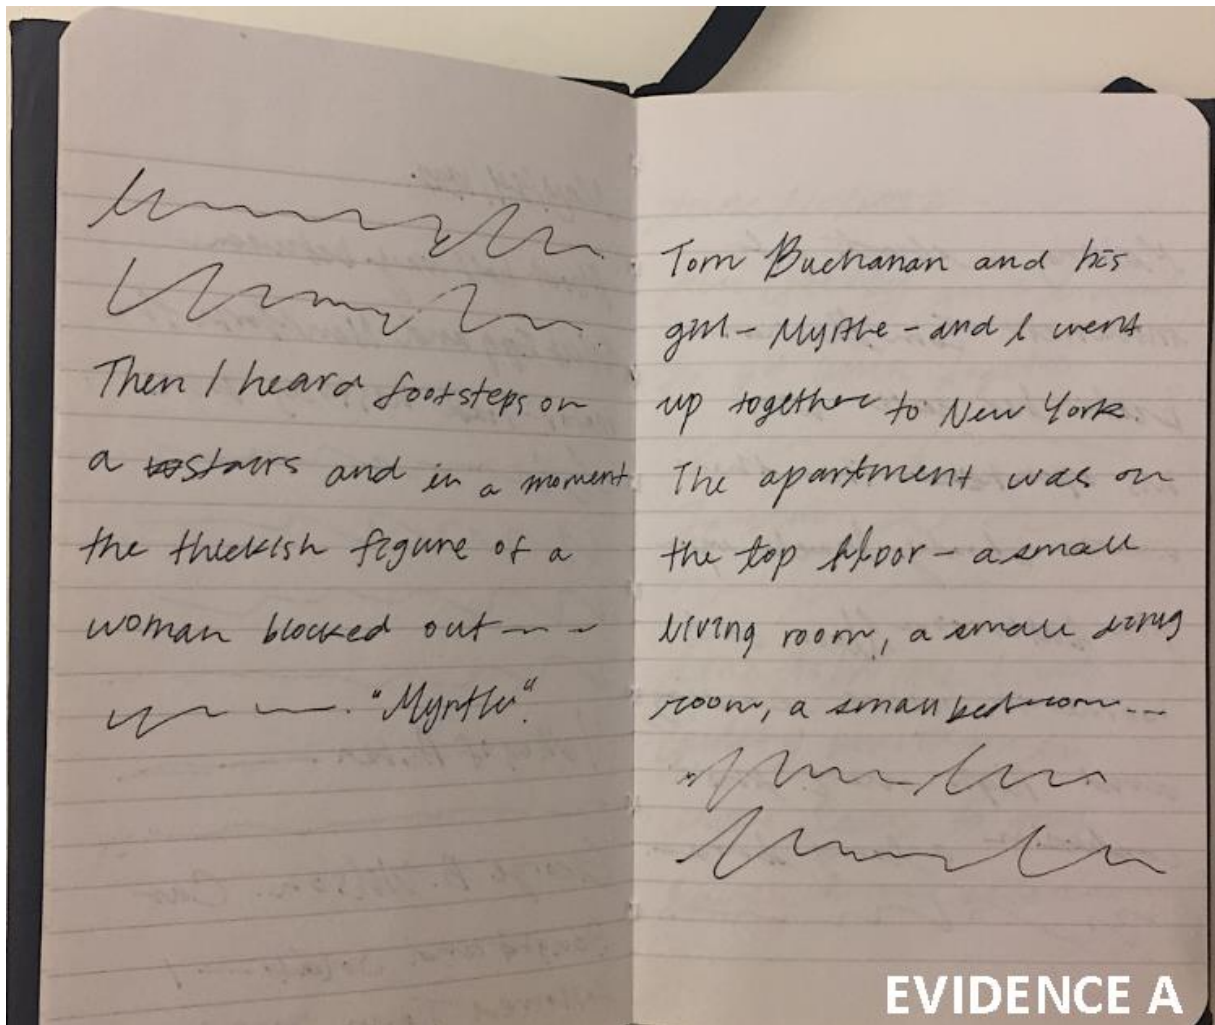 Then I heard footsteps on
a stairs and in a moment
the thickish figure of a
woman blocked out
"Myrtle".
Tom Buchanan and his
girl - Myrtle - and I went
up together to New York.
The apartment was on
the top floor - a small
living room, a small dining
room, a small bedroom...
EVIDENCE A